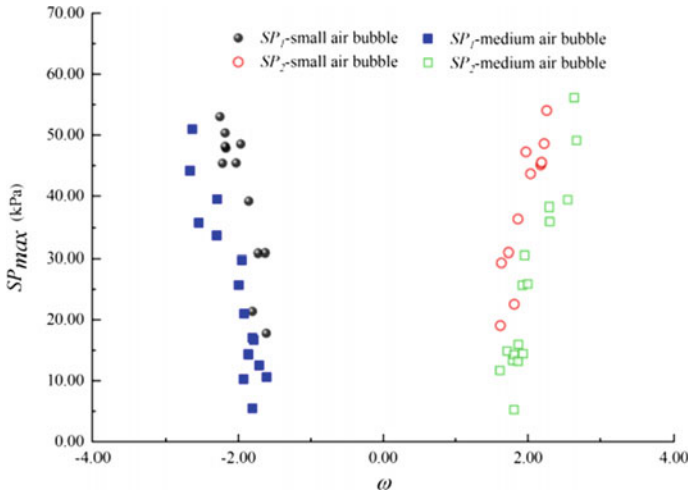 70.00
SP1-small air bubble
SP1-medium air bubble
SP2-small air bubble
SP2-medium air bubble
60.00
50.00
40.00
30.00
20.00
10.00
0.00
SPmax (kPa)
-4.00 -2.00 0.00 2.00 4.00
ω